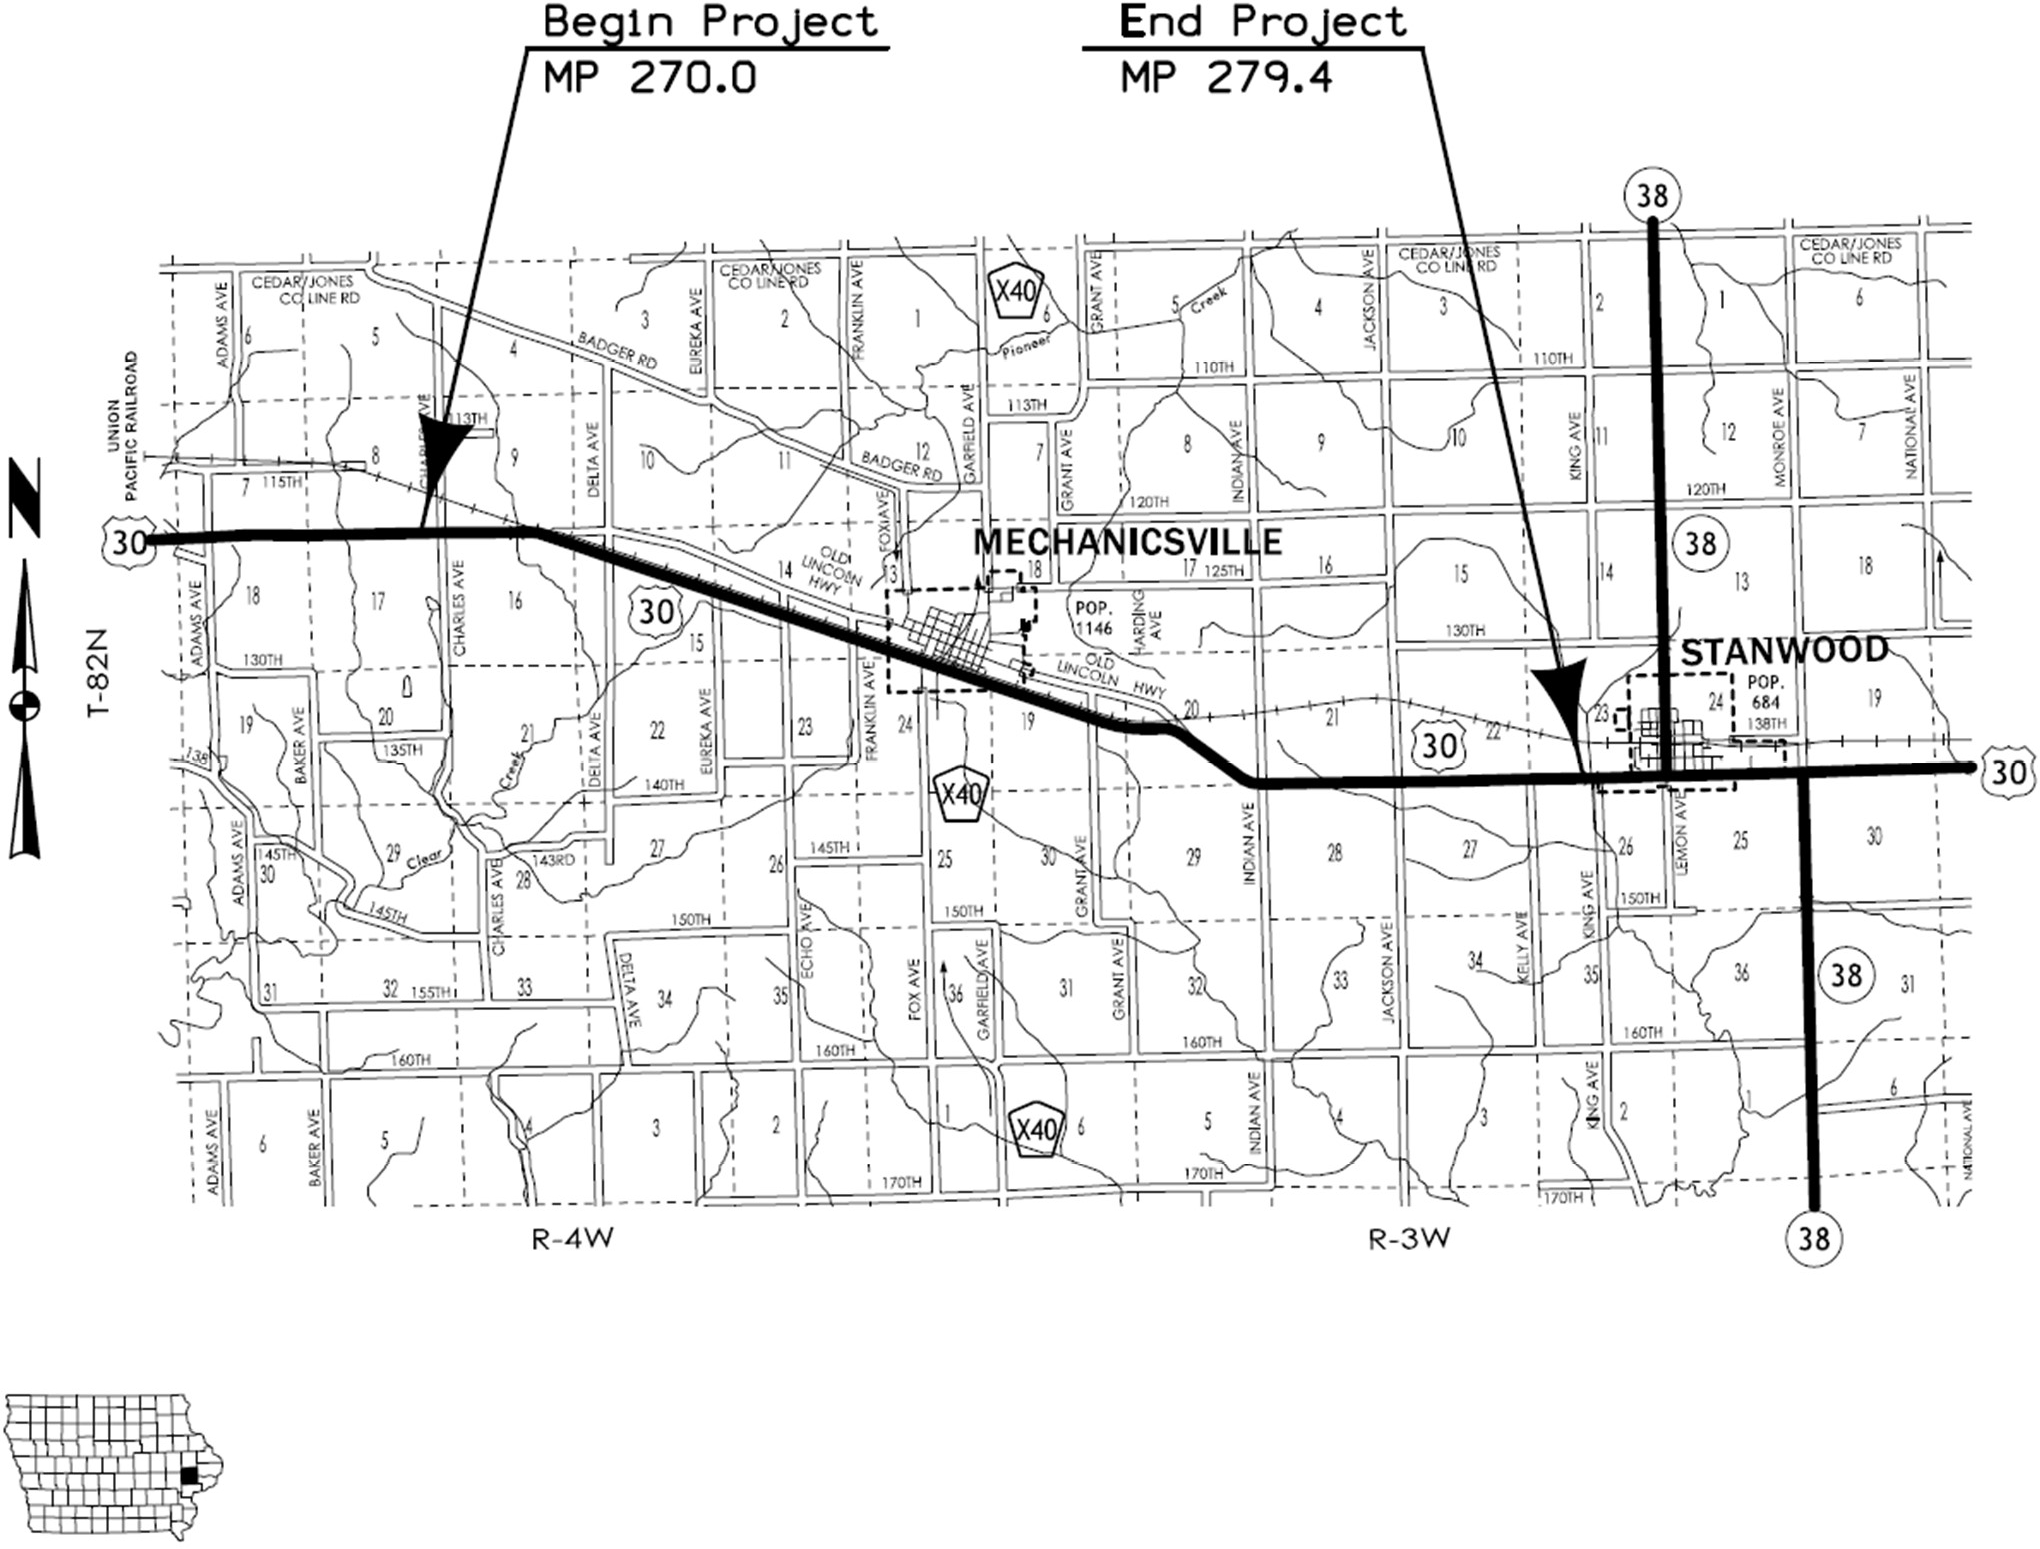 Begin Project
MP 270.0
End Project
MP 279.4
38
CEDAR/JONES
CO LINE RD
CEDAR/JONES
CO LINE RD
X40
CEDAR/JONES
CO LINE RD
CEDAR/JONES
CO LINE RD
ADAMS AVE
6
5
4
3
EUREKA AVE
2
FRANKLIN AVE
1
6
GRANT AVE
5
Creek
4
JACKSON AVE
3
2
1
6
BADGER RD
Pioneer
110TH
110TH
UNION
PACIFIC RAILROAD
CHARLES AVE
113TH
113TH
7
115TH
8
9
DELTA AVE
10
11
12
BADGER RD
GARFIELD AVE
7
GRANT AVE
8
INDIAN AVE
9
10
KING AVE
11
12
MONROE AVE
7
NATIONAL AVE
120TH
120TH
N
30
FOX AVE
MECHANICSVILLE
38
OLD
LINCOLN
HWY
T-82N
ADAMS AVE
18
17
CHARLES AVE
16
30
15
14
13
18
POP.
1146
HARDING
AVE
17
125TH
16
15
14
13
18
130TH
130TH
STANWOOD
POP.
684
138TH
OLD
LINCOLN HWY
19
BAKER AVE
20
21
DELTA AVE
22
EUREKA AVE
23
FRANKLIN AVE
24
19
20
21
30
22
23
24
19
138
135TH
Creek
140TH
X40
30
ADAMS AVE
145TH
30
29
Clear
28
143RD
27
26
145TH
25
30
GRANT AVE
29
INDIAN AVE
28
27
26
LEMON AVE
25
30
145TH
CHARLES AVE
150TH
ECHO AVE
150TH
KELLY AVE
KING AVE
150TH
31
32
155TH
33
DELTA AVE
34
35
FOX AVE
36
GARFIELD AVE
31
GRANT AVE
32
33
JACKSON AVE
34
35
36
38
31
160TH
160TH
160TH
160TH
ADAMS AVE
6
BAKER AVE
5
4
3
2
1
X40
6
5
INDIAN AVE
4
3
KING AVE
2
1
6
NATIONAL AVE
170TH
170TH
170TH
R-4W
R-3W
38